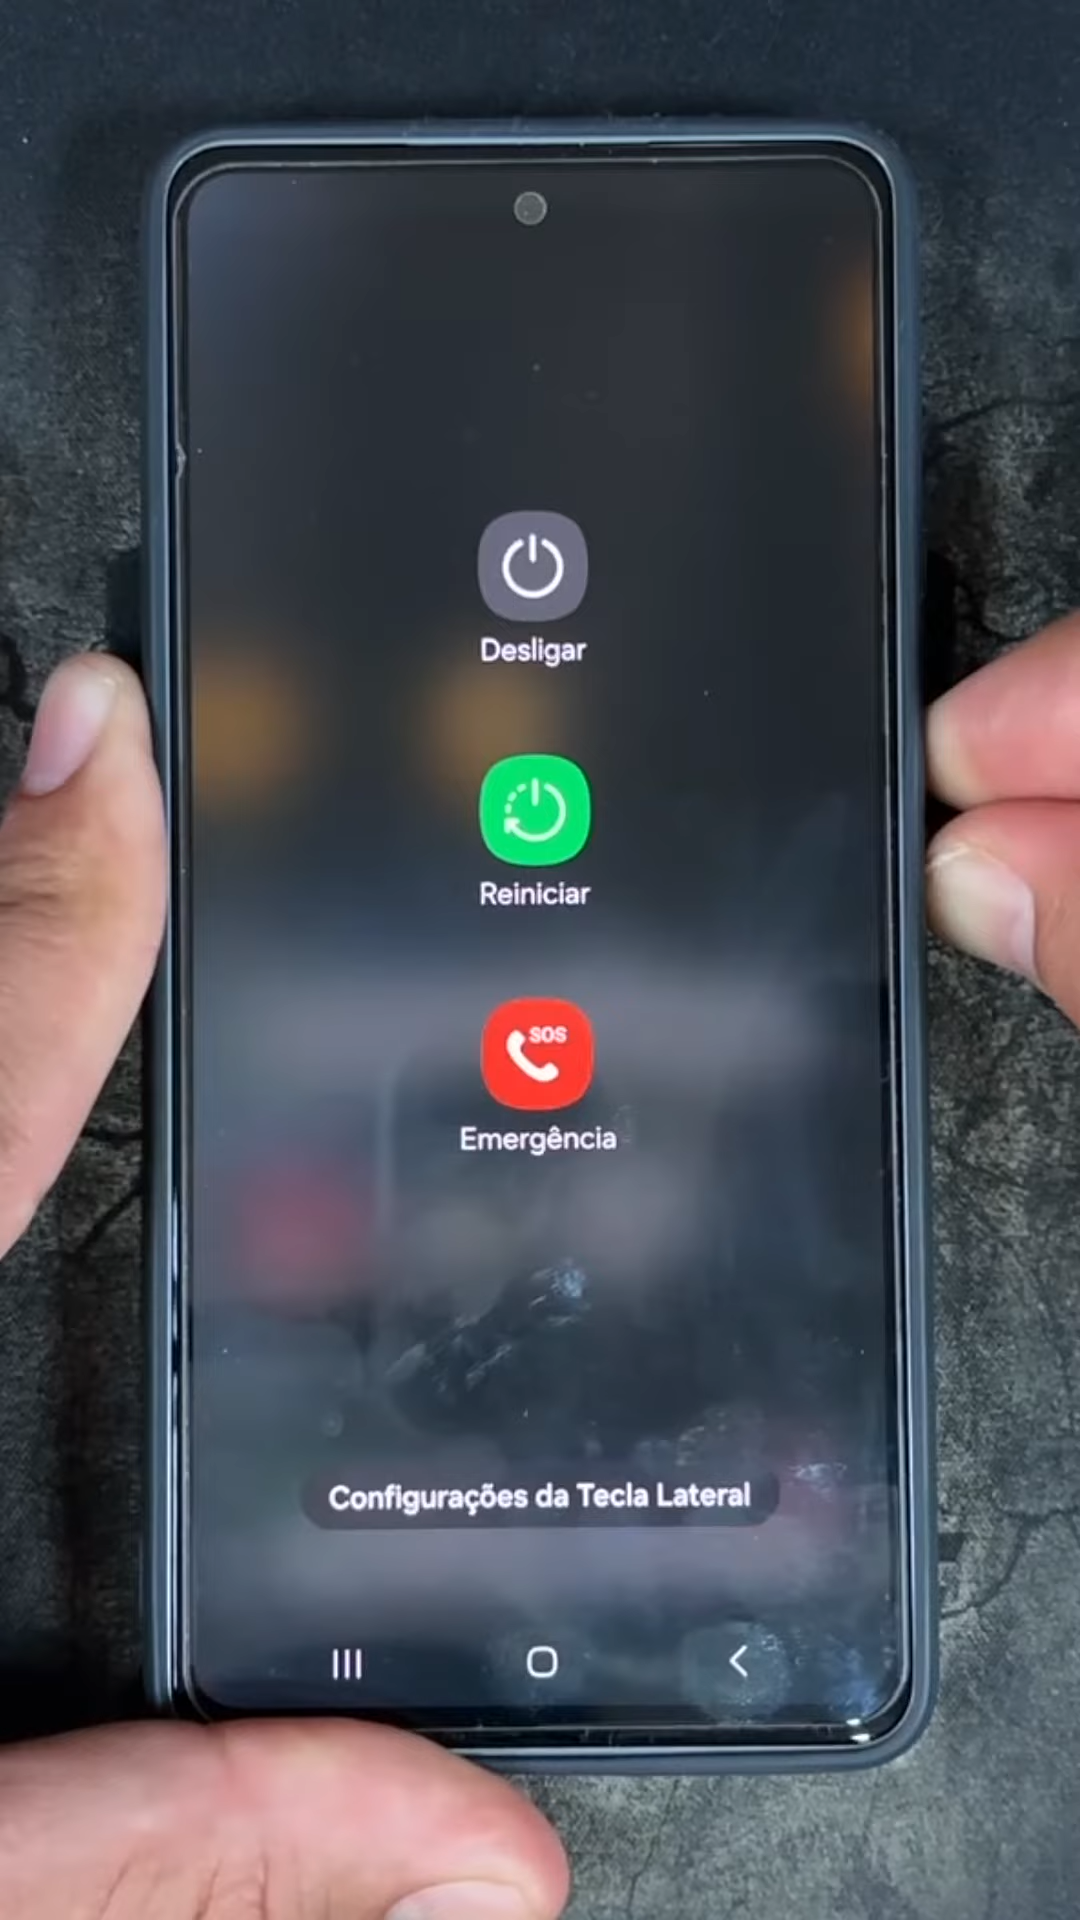 Desligar
Reiniciar
SOS
Emergência
Configurações da Tecla Lateral